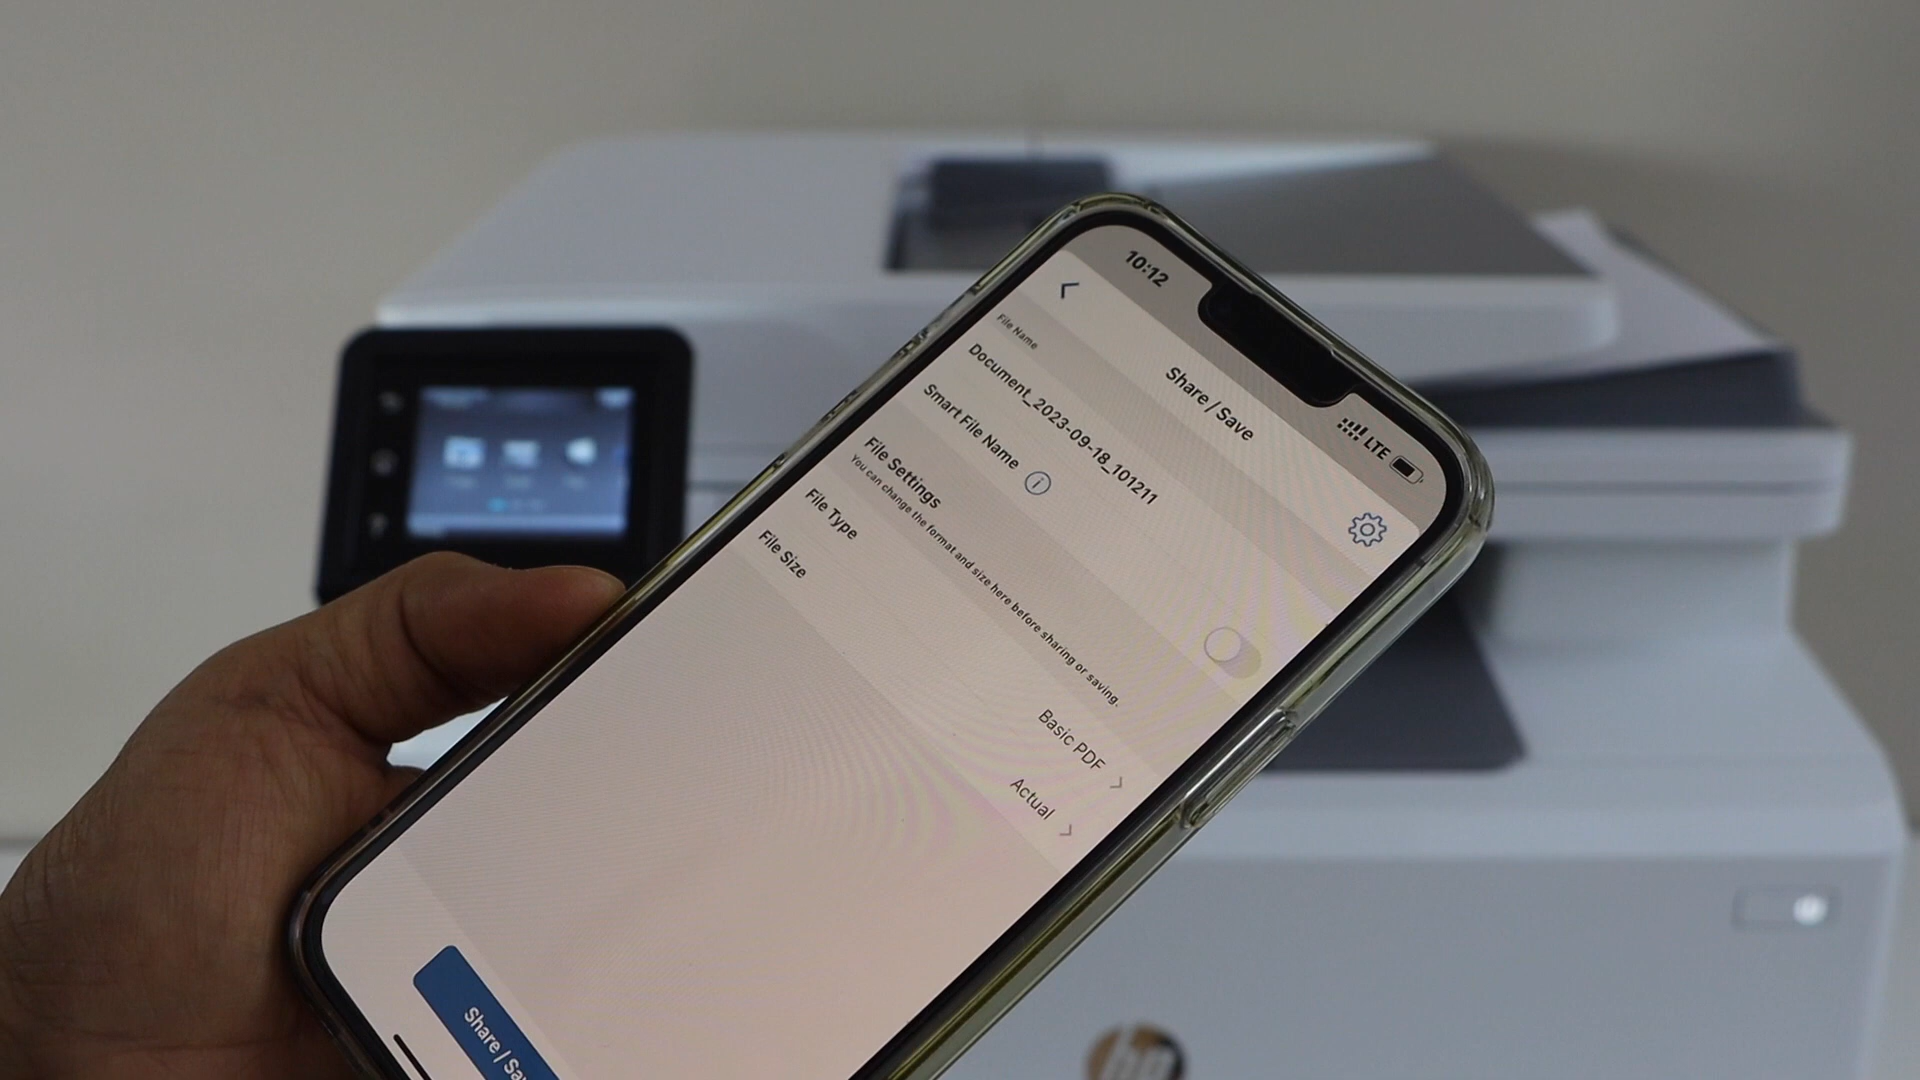 10:12
LTE
Share / Save
File Name
Document_2023-09-18_101211
Smart File Name
File Settings
You can change the format and size here before sharing or saving.
File Type
Basic PDF
File Size
Actual
Share /
hp